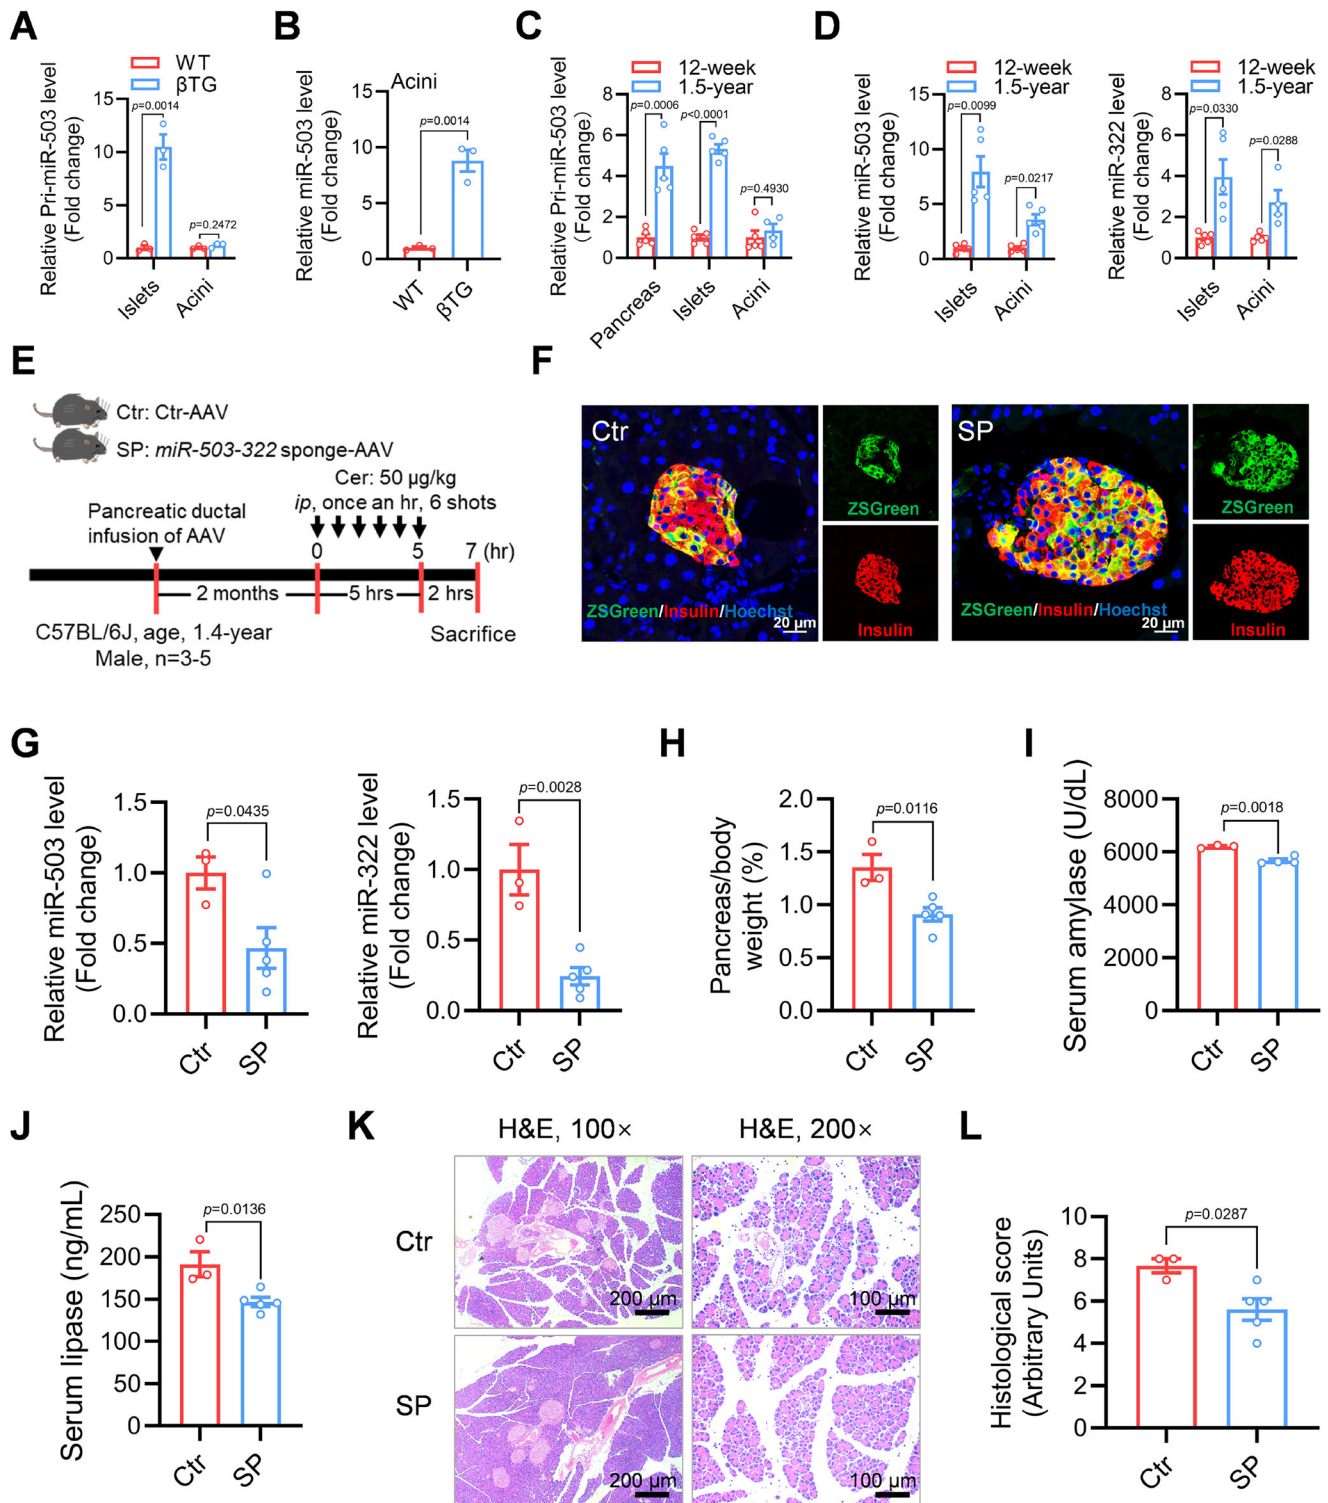 A
WT
βTG
Relative Pri-miR-503 level
(Fold change)
15
10
5
0
p=0.0014
p=0.2472
Islets
Acini
B
Acini
Relative miR-503 level
(Fold change)
15
10
5
0
p=0.0014
WT
βTG
C
12-week
1.5-year
Relative Pri-miR-503 level
(Fold change)
8
6
4
2
0
p=0.0006
p<0.0001
p=0.4930
Pancreas
Islets
Acini
D
12-week
1.5-year
Relative miR-503 level
(Fold change)
15
10
5
0
p=0.0099
p=0.0217
Islets
Acini
12-week
1.5-year
Relative miR-322 level
(Fold change)
8
6
4
2
0
p=0.0330
p=0.0288
Islets
Acini
E
Ctr: Ctr-AAV
SP: miR-503-322 sponge-AAV
Cer: 50 µg/kg
ip, once an hr, 6 shots
Pancreatic ductal
infusion of AAV
0
5
7 (hr)
2 months
5 hrs
2 hrs
C57BL/6J, age, 1.4-year
Male, n=3-5
Sacrifice
F
Ctr
ZSGreen/Insulin/Hoechst
20 µm
ZSGreen
Insulin
SP
ZSGreen/Insulin/Hoechst
20 µm
ZSGreen
Insulin
G
Relative miR-503 level
(Fold change)
1.5
1.0
0.5
0.0
p=0.0435
Ctr
SP
Relative miR-322 level
(Fold change)
1.5
1.0
0.5
0.0
p=0.0028
Ctr
SP
H
Pancreas/body
weight (%)
2.0
1.5
1.0
0.5
0.0
p=0.0116
Ctr
SP
I
Serum amylase (U/dL)
8000
6000
4000
2000
0
p=0.0018
Ctr
SP
J
Serum lipase (ng/mL)
250
200
150
100
50
0
p=0.0136
Ctr
SP
K
H&E, 100×
H&E, 200×
Ctr
200 µm
100 µm
SP
200 µm
100 µm
L
Histological score
(Arbitrary Units)
10
8
6
4
2
0
p=0.0287
Ctr
SP